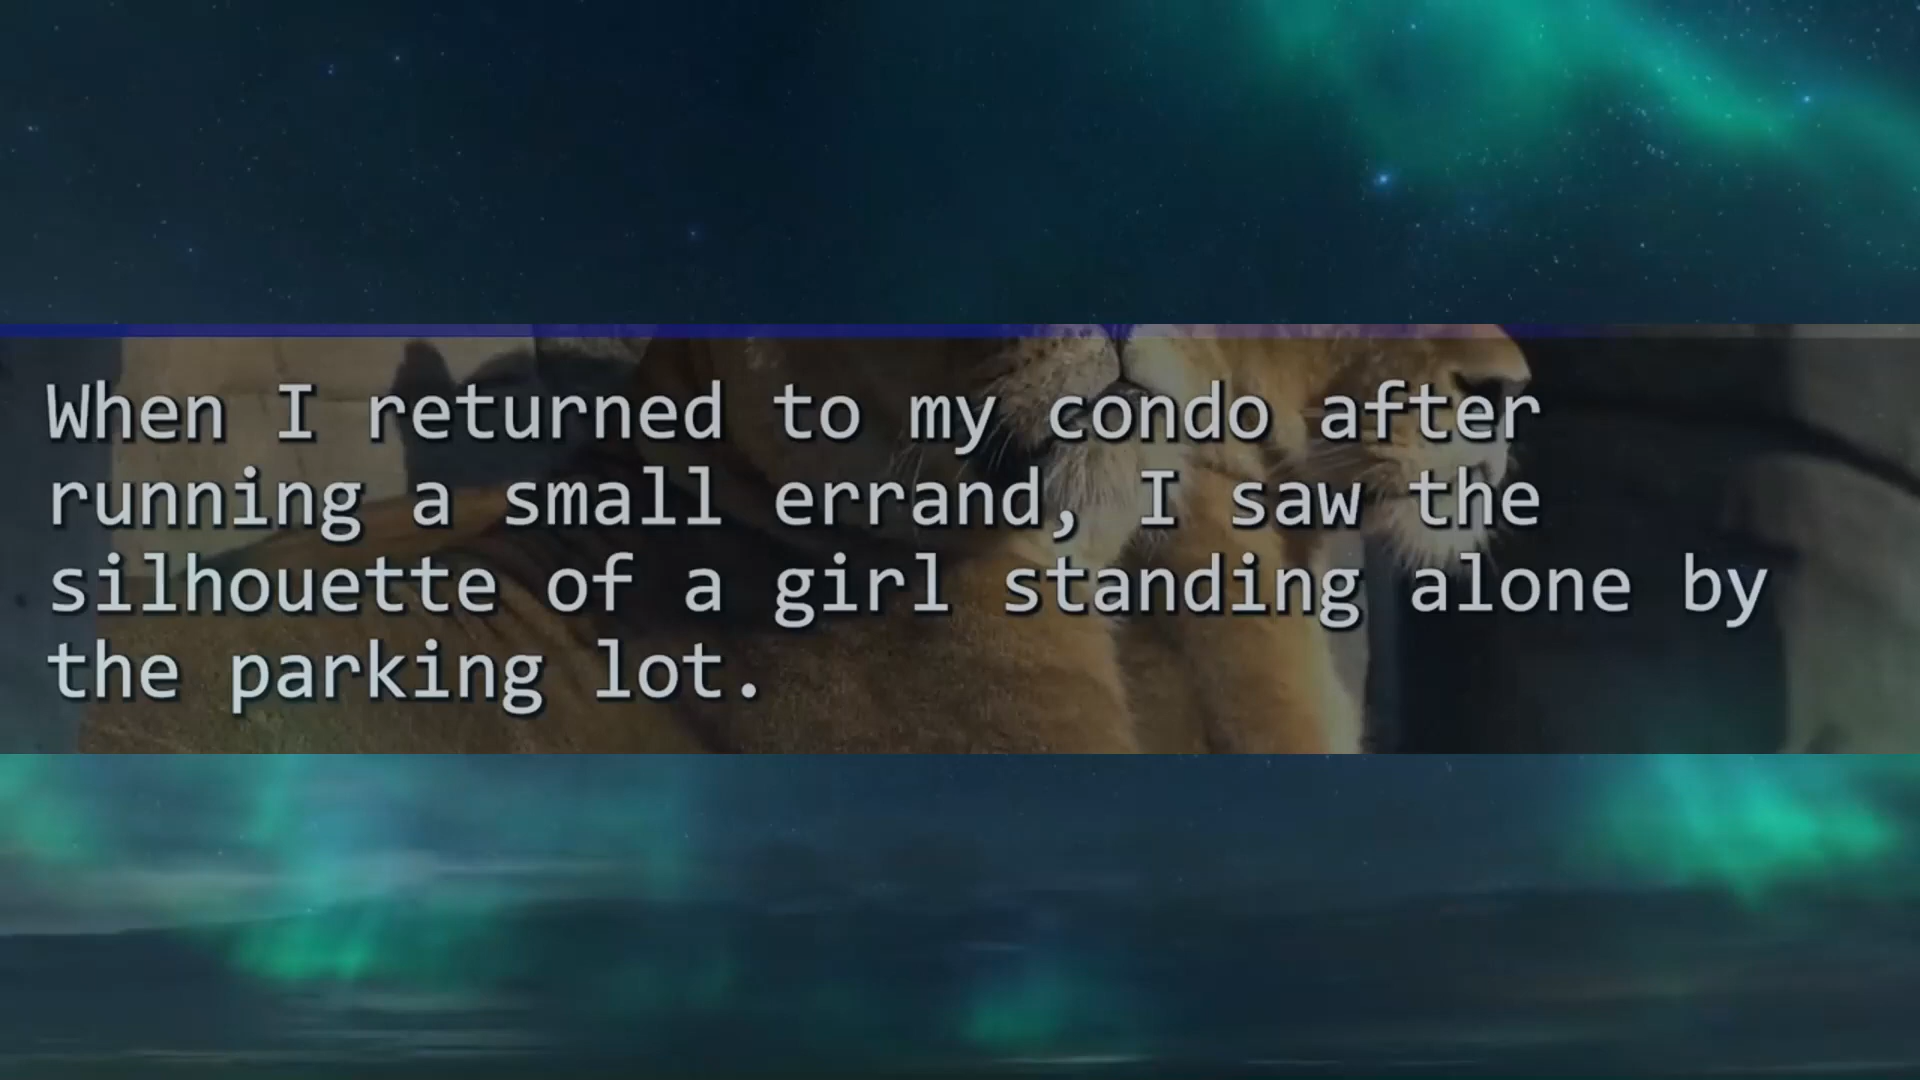 When I returned to my condo after
running a small errand, I saw the
silhouette of a girl standing alone by
the parking lot.